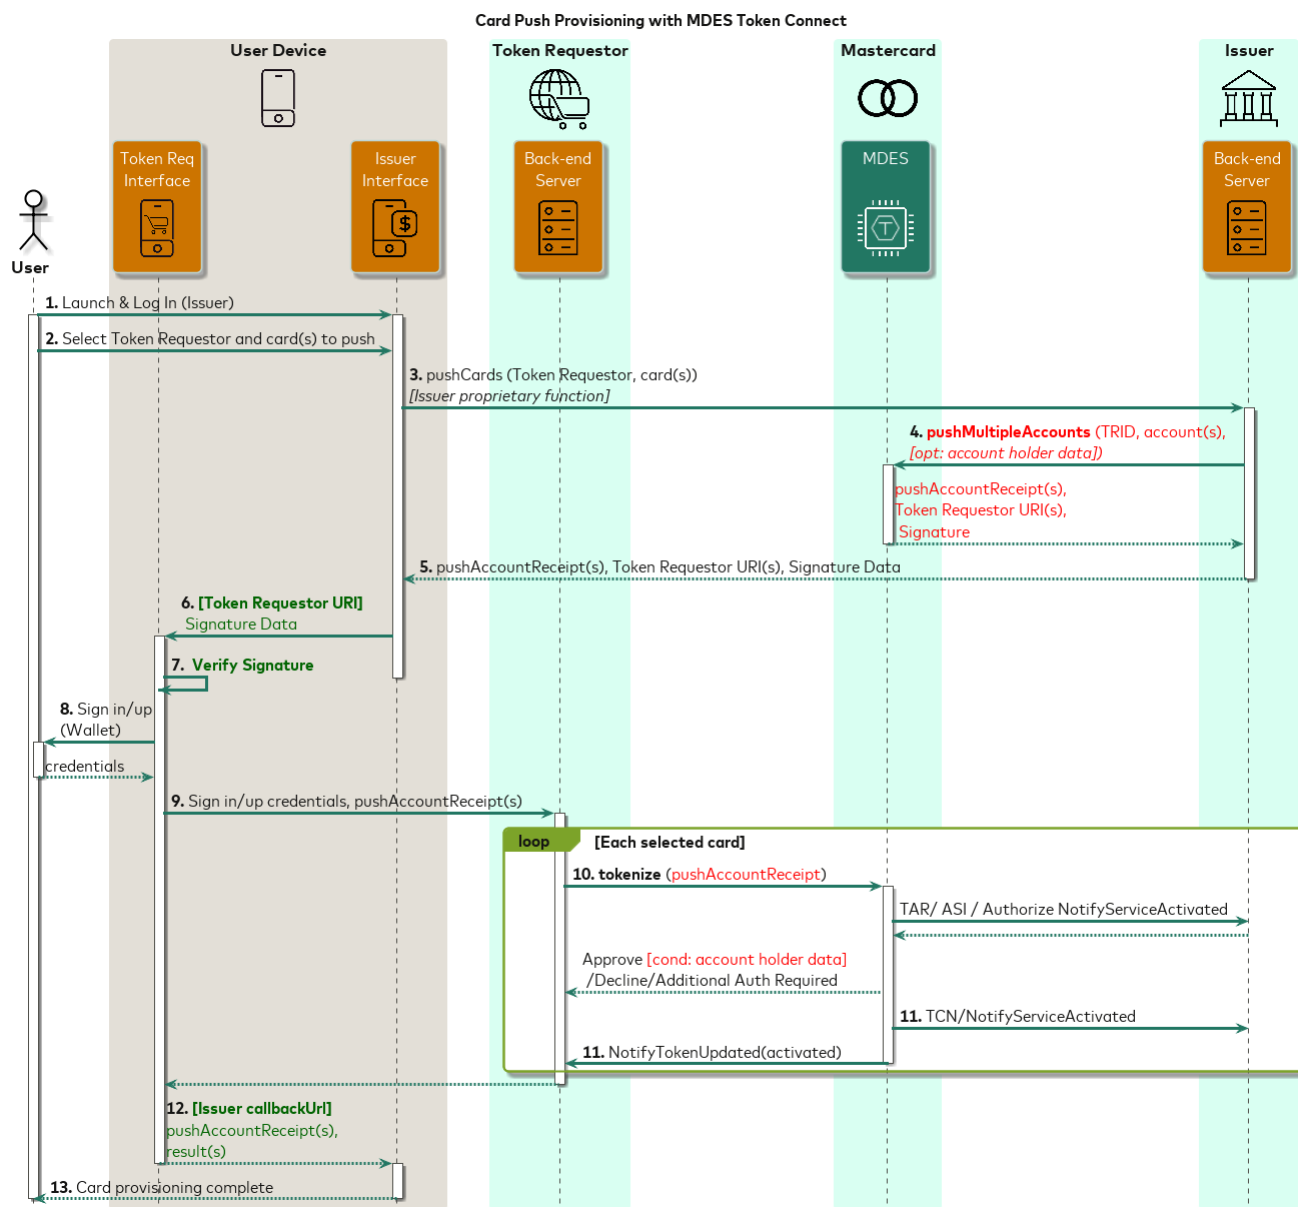 Card Push Provisioning with MDES Token Connect
User Device
Token Requestor
Mastercard
Issuer
Token Req
Interface
Issuer
Interface
$
Back-end
Server
MDES
T
Back-end
Server
User
1. Launch & Log In (Issuer)
2. Select Token Requestor and card(s) to push
3. pushCards (Token Requestor, card(s))
[Issuer proprietary function]
4. pushMultipleAccounts (TRID, account(s),
[opt: account holder data])
pushAccountReceipt(s),
Token Requestor URI(s),
Signature
5. pushAccountReceipt(s), Token Requestor URI(s), Signature Data
6. [Token Requestor URI]
Signature Data
7. Verify Signature
8. Sign in/up
(Wallet)
credentials
9. Sign in/up credentials, pushAccountReceipt(s)
loop [Each selected card]
10. tokenize (pushAccountReceipt)
TAR/ ASI / Authorize NotifyServiceActivated
Approve [cond: account holder data]
/Decline/Additional Auth Required
11. TCN/NotifyServiceActivated
11. NotifyTokenUpdated(activated)
12. [Issuer callbackUrl]
pushAccountReceipt(s),
result(s)
13. Card provisioning complete